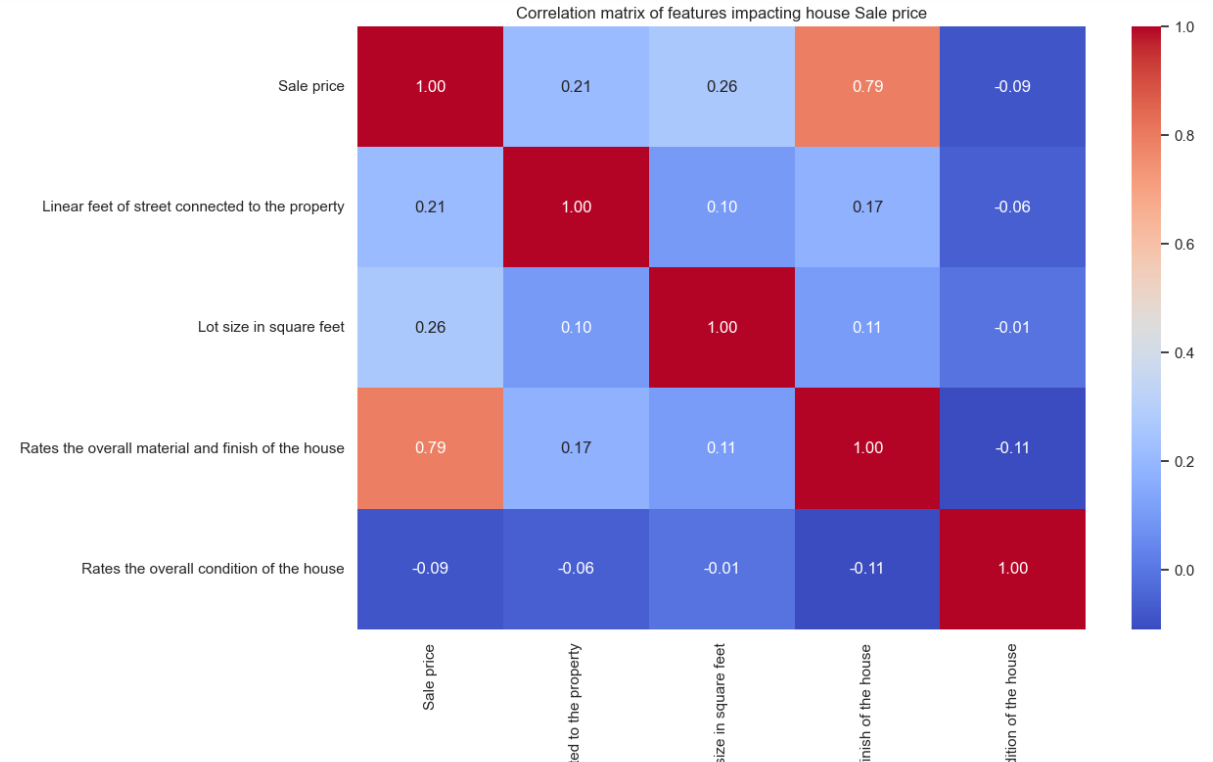 Correlation matrix of features impacting house Sale price
Sale price 1.00 0.21 0.26 0.79 -0.09
Linear feet of street connected to the property 0.21 1.00 0.10 0.17 -0.06
Lot size in square feet 0.26 0.10 1.00 0.11 -0.01
Rates the overall material and finish of the house 0.79 0.17 0.11 1.00 -0.11
Rates the overall condition of the house -0.09 -0.06 -0.01 -0.11 1.00
Sale price
to the property
size in square feet
of the house
of the house
1.0
0.8
0.6
0.4
0.2
0.0